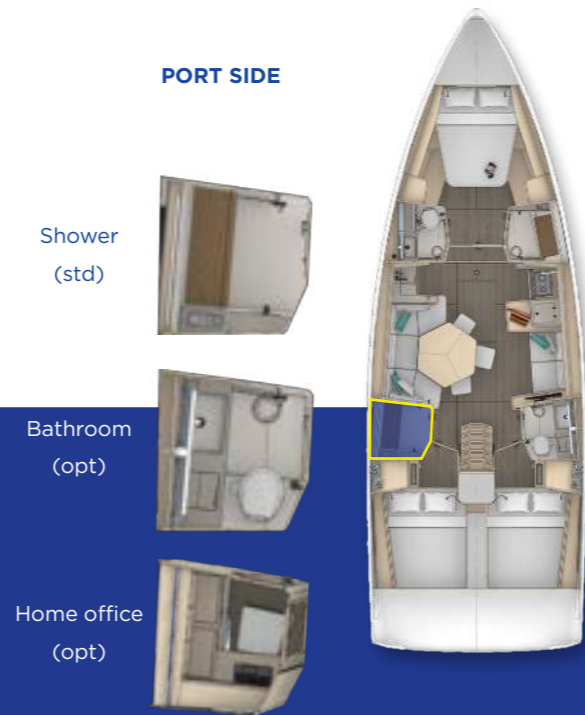 PORT SIDE
Shower
(std)
Bathroom
(opt)
Home office
(opt)